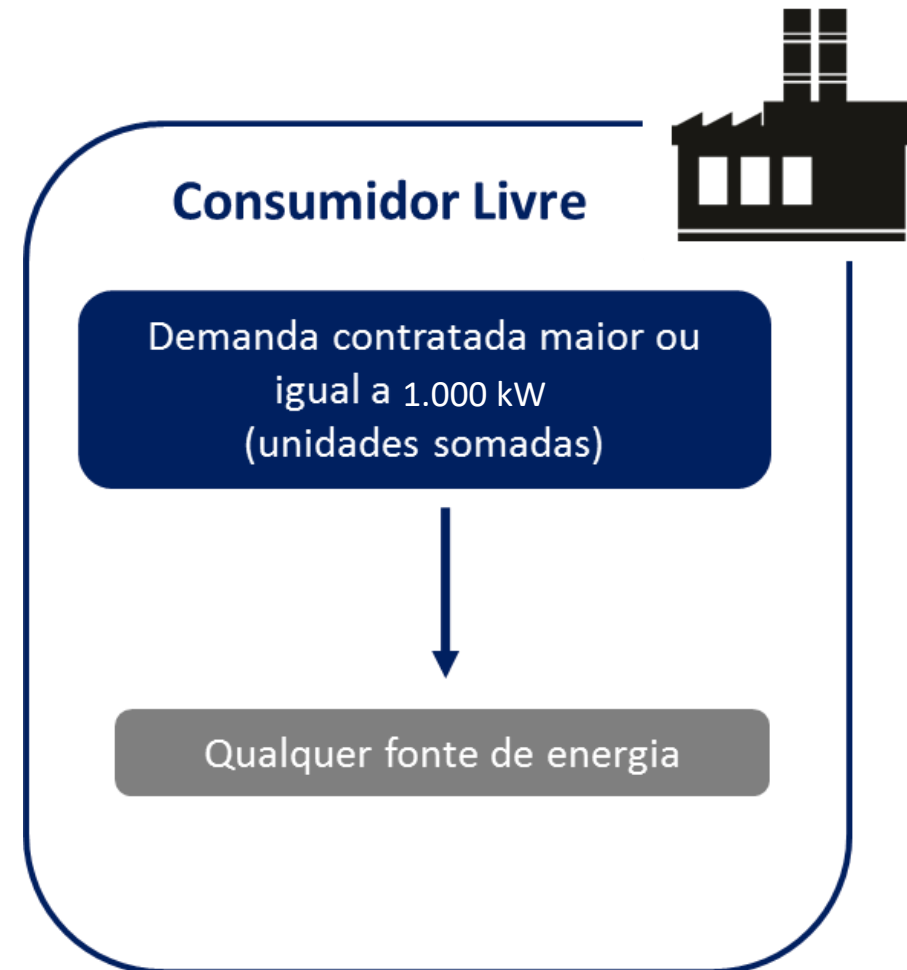 Consumidor Livre
Demanda contratada maior ou
igual a 1.000 kW
(unidades somadas)
Qualquer fonte de energia